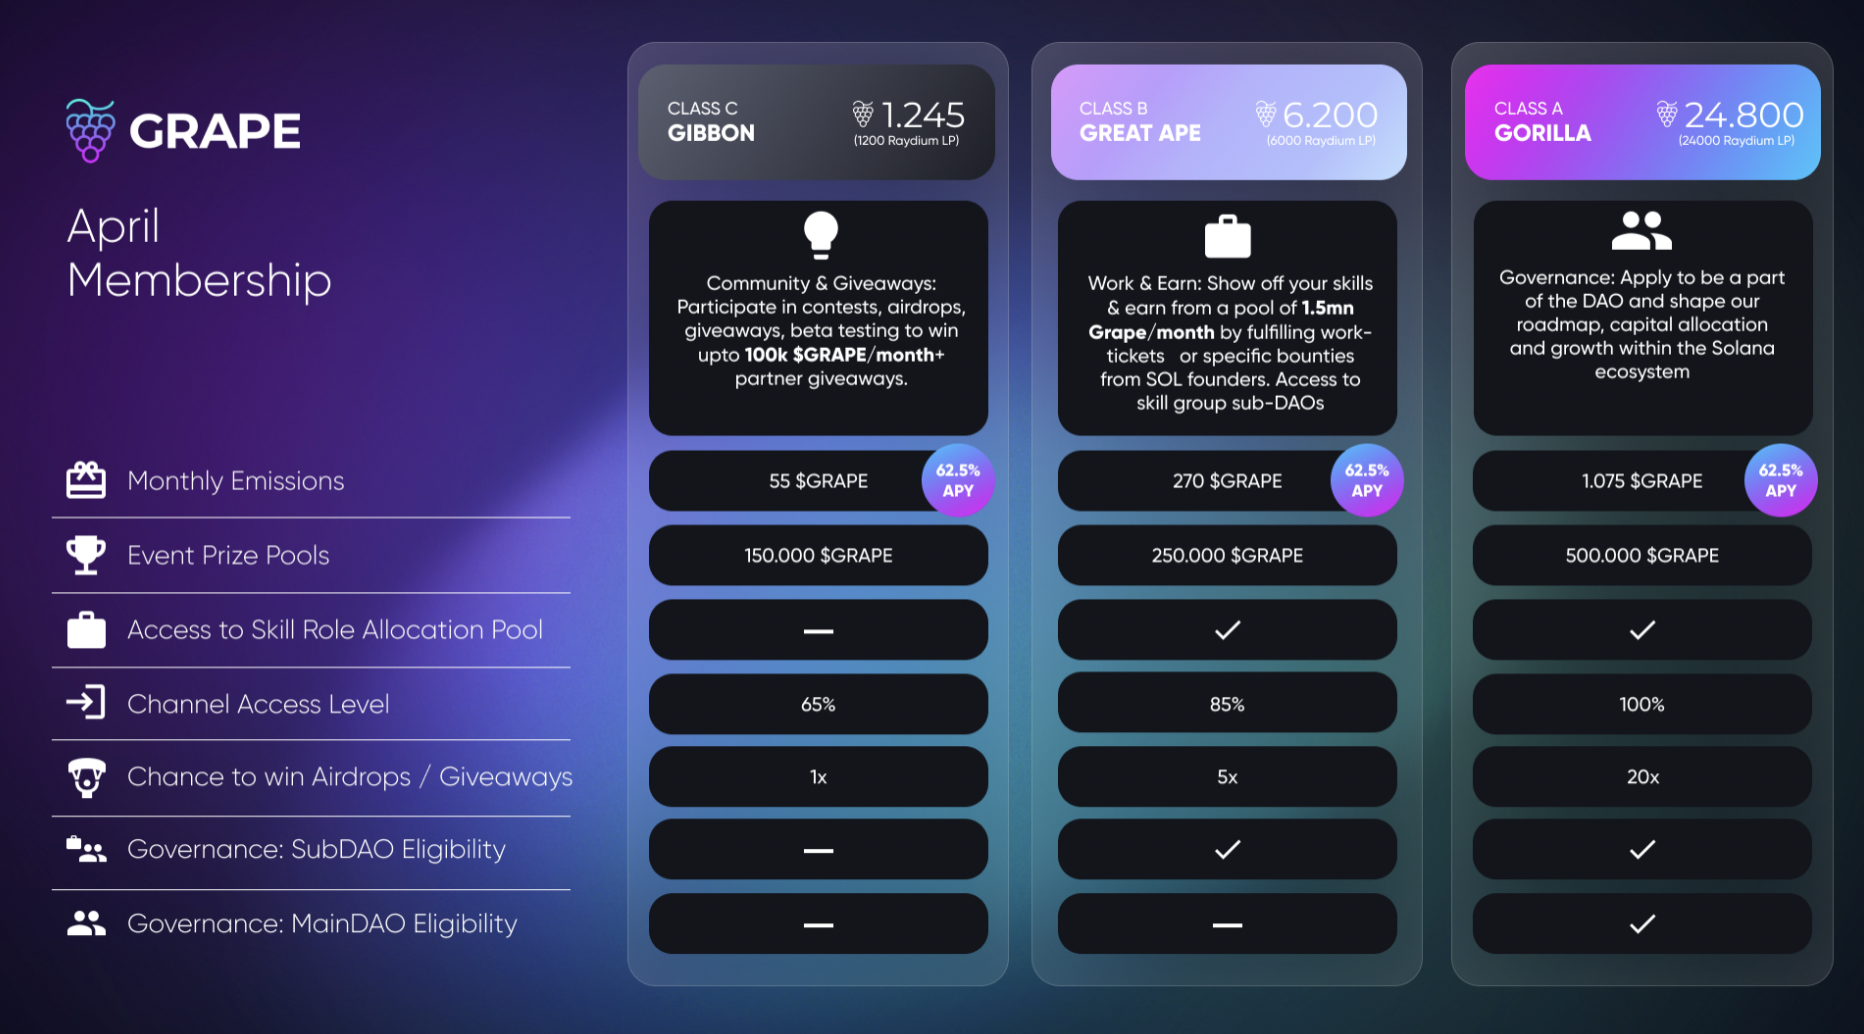 GRAPE
April
Membership
CLASS C
GIBBON
1.245
(1200 Raydium LP)
Community & Giveaways:
Participate in contests, airdrops,
giveaways, beta testing to win
upto 100k $GRAPE/month+
partner giveaways.
CLASS B
GREAT APE
6.200
(6000 Raydium LP)
Work & Earn: Show off your skills
& earn from a pool of 1.5mn
Grape/month by fulfilling work-
tickets or specific bounties
from SOL founders. Access to
skill group sub-DAOs
CLASS A
GORILLA
24.800
(24000 Raydium LP)
Governance: Apply to be a part
of the DAO and shape our
roadmap, capital allocation
and growth within the Solana
ecosystem
Monthly Emissions
55 $GRAPE
62.5%
APY
270 $GRAPE
62.5%
APY
1.075 $GRAPE
62.5%
APY
Event Prize Pools
150.000 $GRAPE
250.000 $GRAPE
500.000 $GRAPE
Access to Skill Role Allocation Pool
Channel Access Level
65%
85%
100%
Chance to win Airdrops / Giveaways
1x
5x
20x
Governance: SubDAO Eligibility
Governance: MainDAO Eligibility